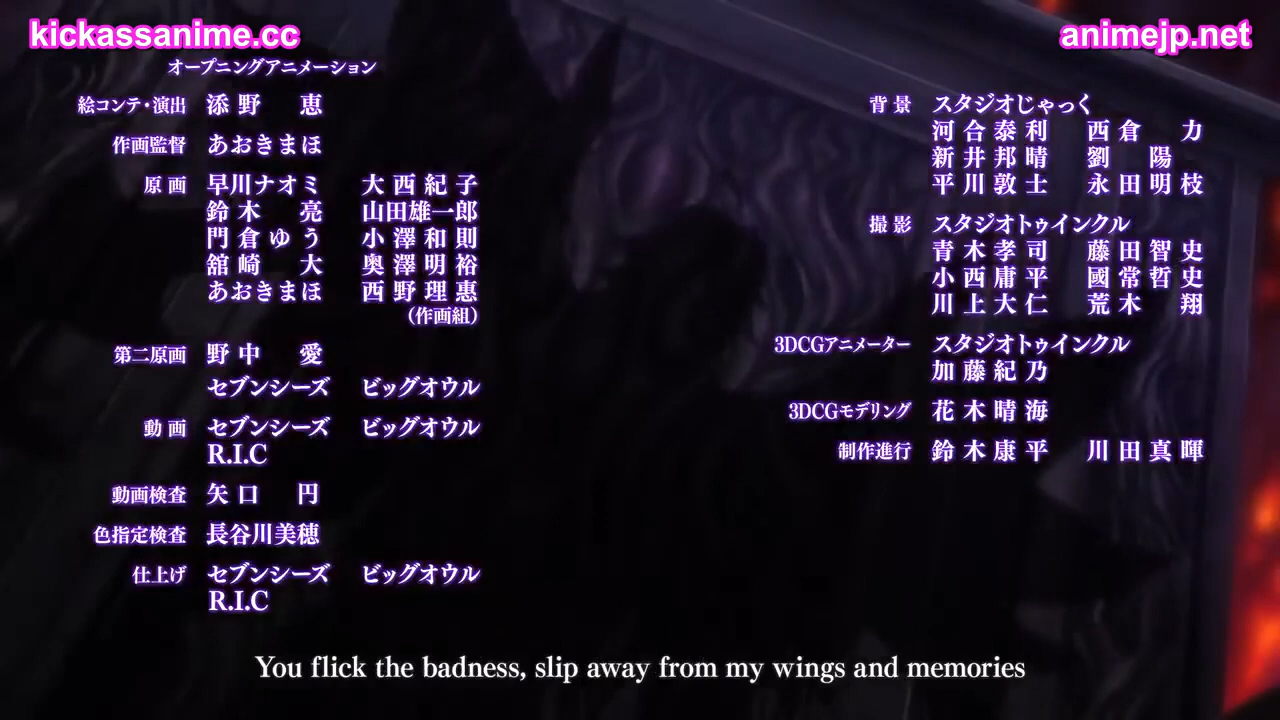 kickassanime.cc
animejp.net
オープニングアニメーション
絵コンテ・演出 添野 恵
作画監督 あおきまほ
原画 早川ナオミ 大西紀子
鈴木 亮 山田雄一郎
門倉ゆう 小澤和則
舘崎 大 奥澤明裕
あおきまほ 西野理惠
(作画組)
第二原画 野中 愛
セブンシーズ ビッグオウル
動画 セブンシーズ ビッグオウル
R.I.C
動画検査 矢口 円
色指定検査 長谷川美穂
仕上げ セブンシーズ ビッグオウル
R.I.C
背景 スタジオじゃっく
河合泰利 西倉 力
新井邦晴 劉 陽
平川敦士 永田明枝
撮影 スタジオトゥインクル
青木孝司 藤田智史
小西庸平 國常哲史
川上大仁 荒木 翔
3DCGアニメーター スタジオトゥインクル
加藤紀乃
3DCGモデリング 花木晴海
制作進行 鈴木康平 川田真暉
You flick the badness, slip away from my wings and memories